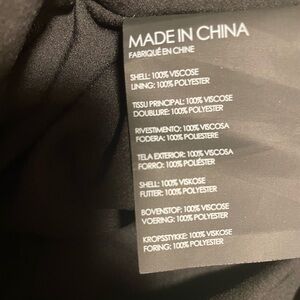 MADE IN CHINA
FABRIQUÉ EN CHINE
SHELL: 100% VISCOSE
LINING: 100% POLYESTER
TISSU PRINCIPAL: 100% VISCOSE
DOUBLURE: 100% POLYESTER
RIVESTIMENTO: 100% VISCOSA
FODERA: 100% POLIESTERE
TELA EXTERIOR: 100% VISCOSA
FORRO: 100% POLIÉSTER
SHELL: 100% VISKOSE
FUTTER: 100% POLYESTER
BOVENSTOF: 100% VISCOSE
VOERING: 100% POLYESTER
KROPSSTYKKE: 100% VISCOSE
FORING: 100% POLYESTER